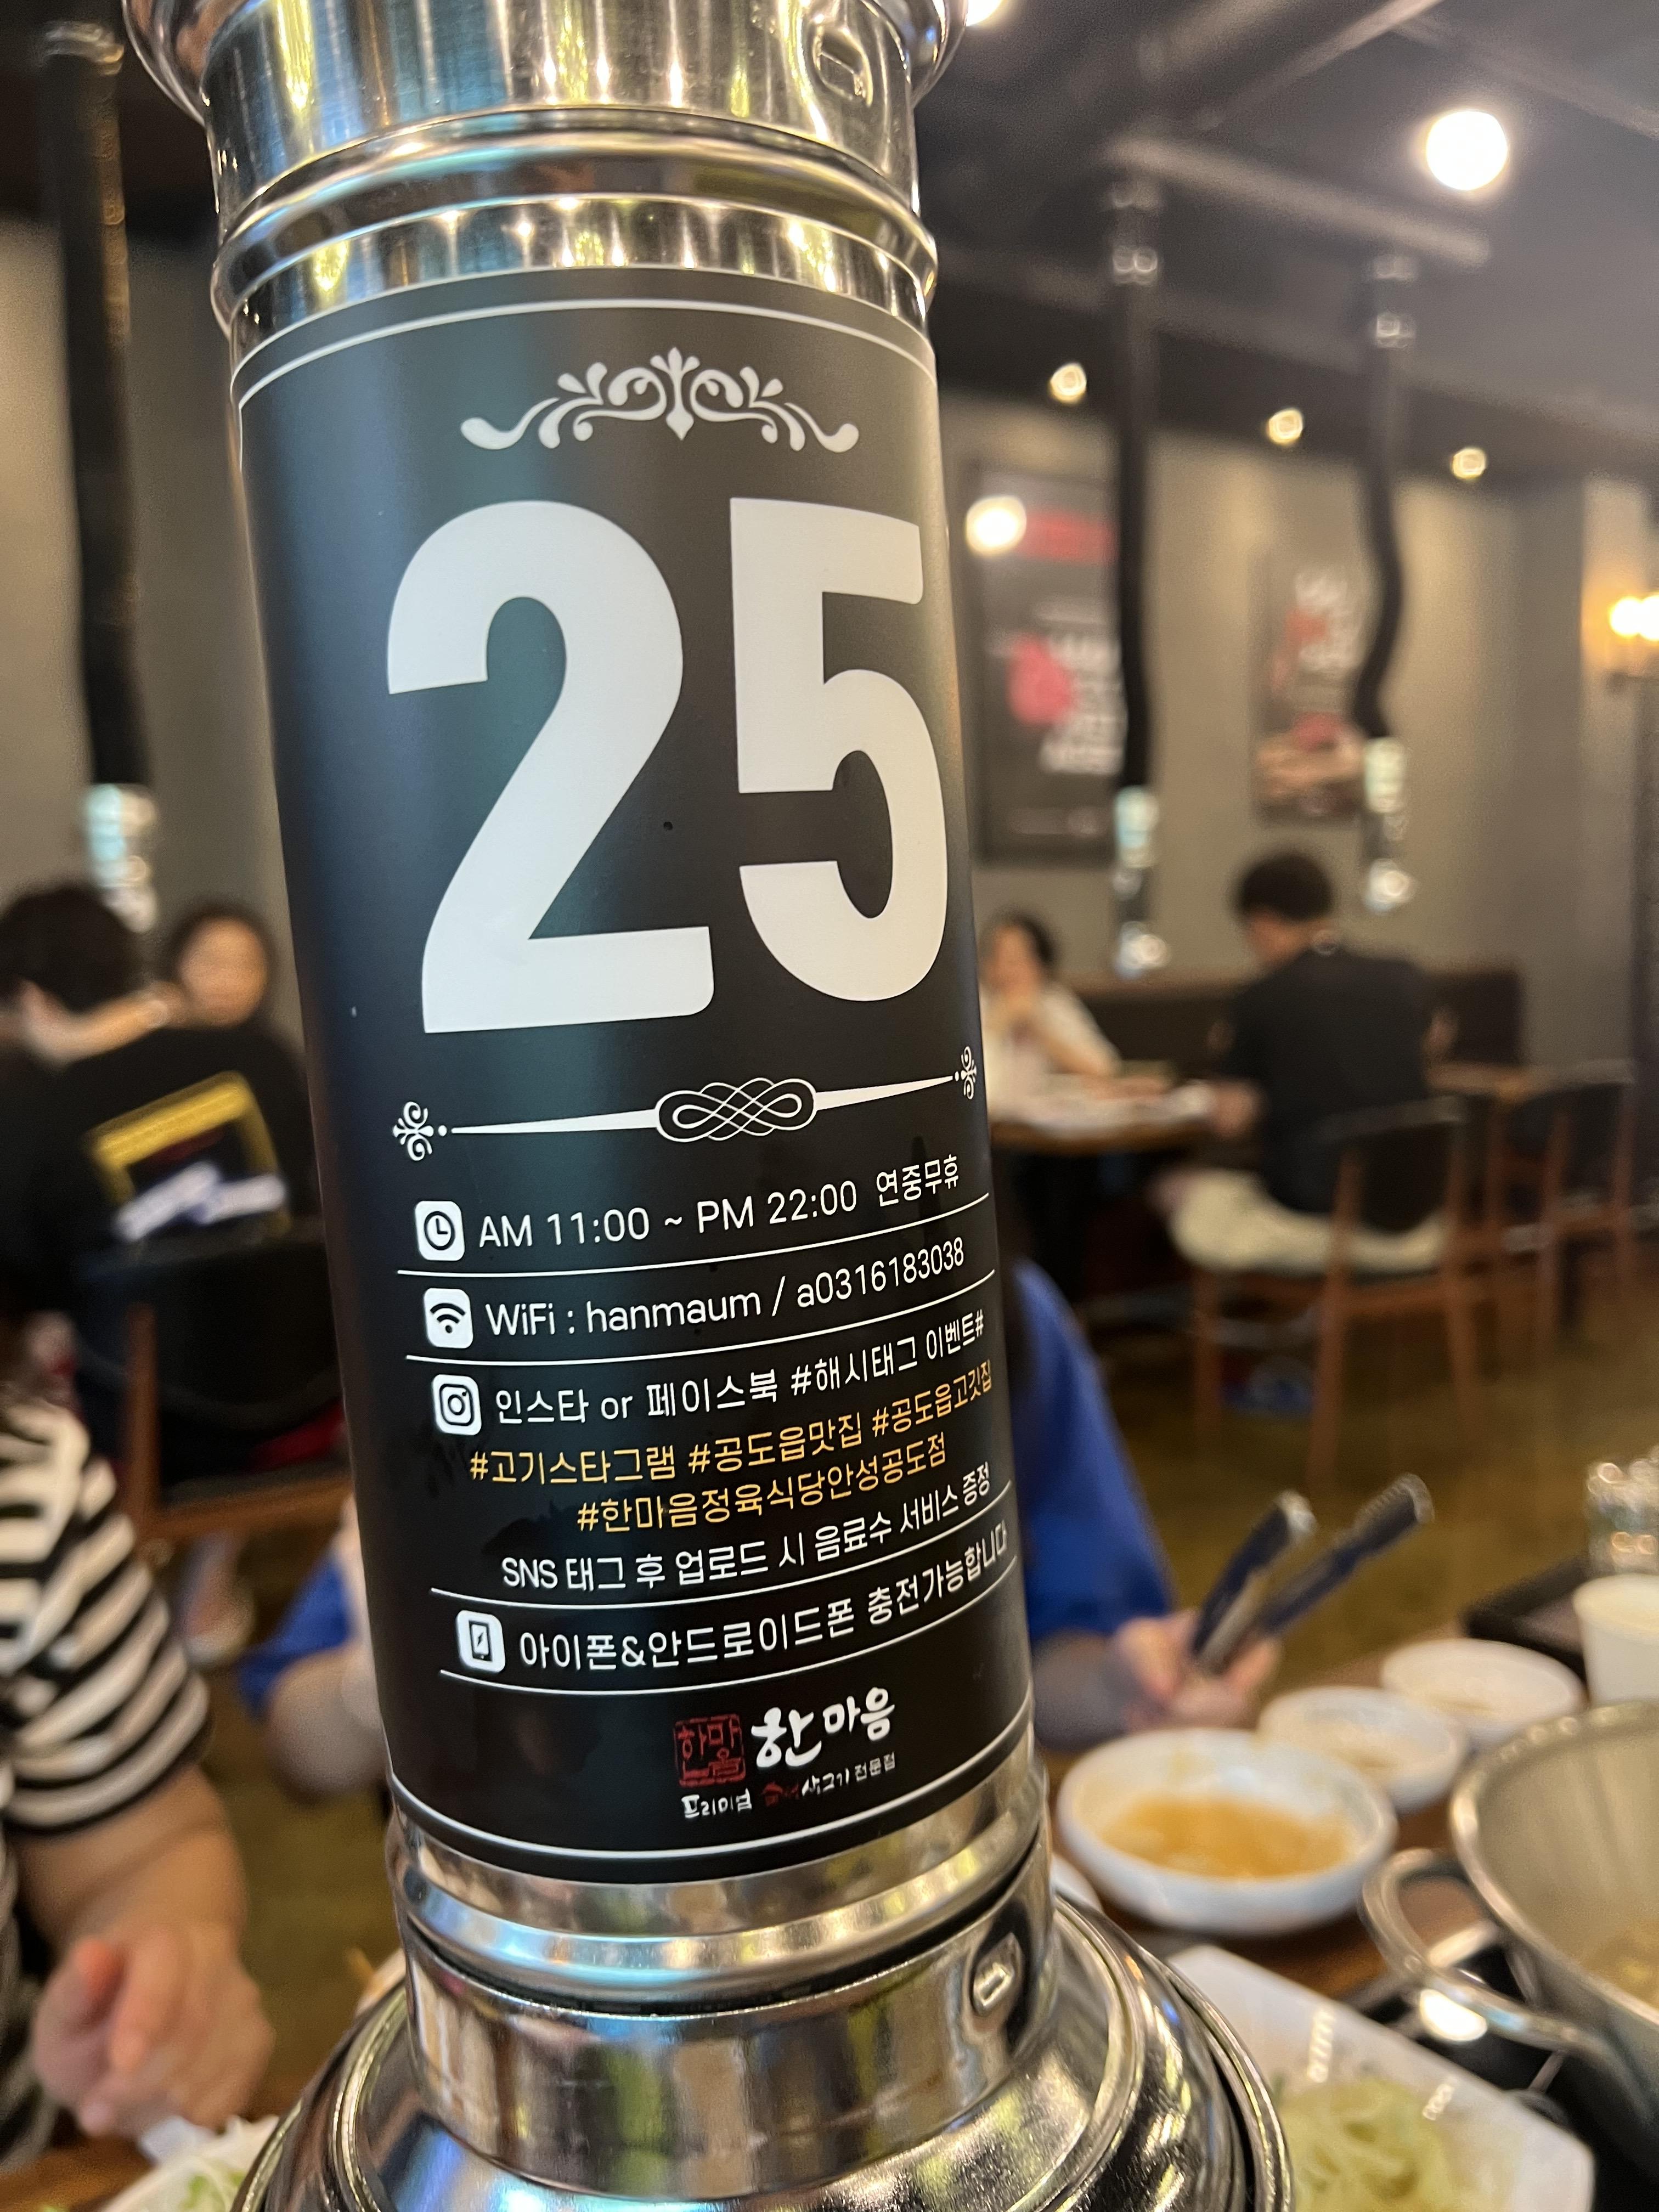 25
AM 11:00 ~ PM 22:00 연중무휴
WiFi : hanmaum / a0316183038
인스타 or 페이스북 #해시태그 이벤트#
#고기스타그램 #공도읍맛집 #공도읍고깃집
#한마음정육식당안성공도점
SNS 태그 후 업로드 시 음료수 서비스 증정
아이폰&안드로이드폰 충전가능합니다
한마음 한마음
프리미엄 숙성 삼고기 전문점